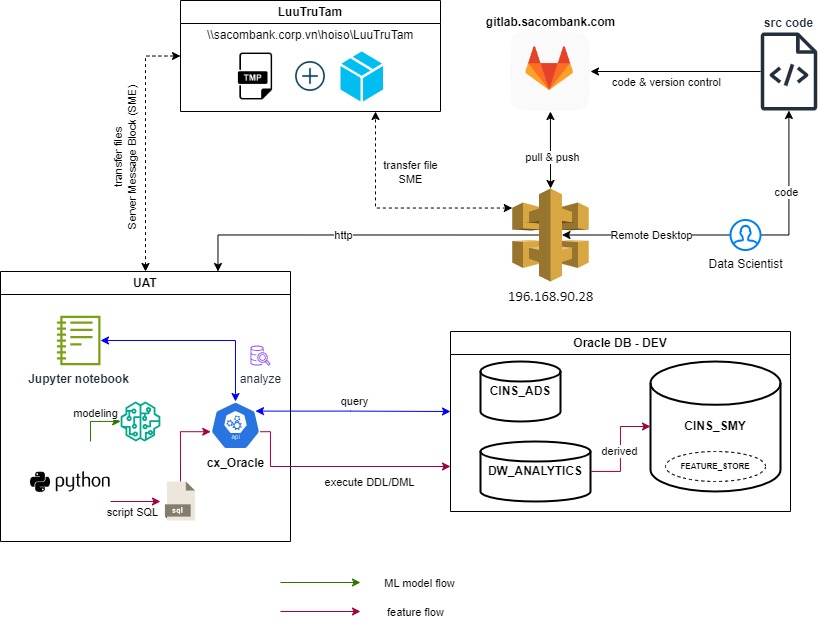 LuuTruTam
\\sacombank.corp.vn\hoiso\LuuTruTam
TMP
gitlab.sacombank.com
src code
code & version control
transfer files
Server Message Block (SME)
transfer file
SME
pull & push
code
http
Remote Desktop
Data Scientist
196.168.90.28
UAT
Jupyter notebook
analyze
modeling
api
cx_Oracle
python
script SQL
sql
query
execute DDL/DML
Oracle DB - DEV
CINS_ADS
DW_ANALYTICS
derived
CINS_SMY
FEATURE_STORE
ML model flow
feature flow